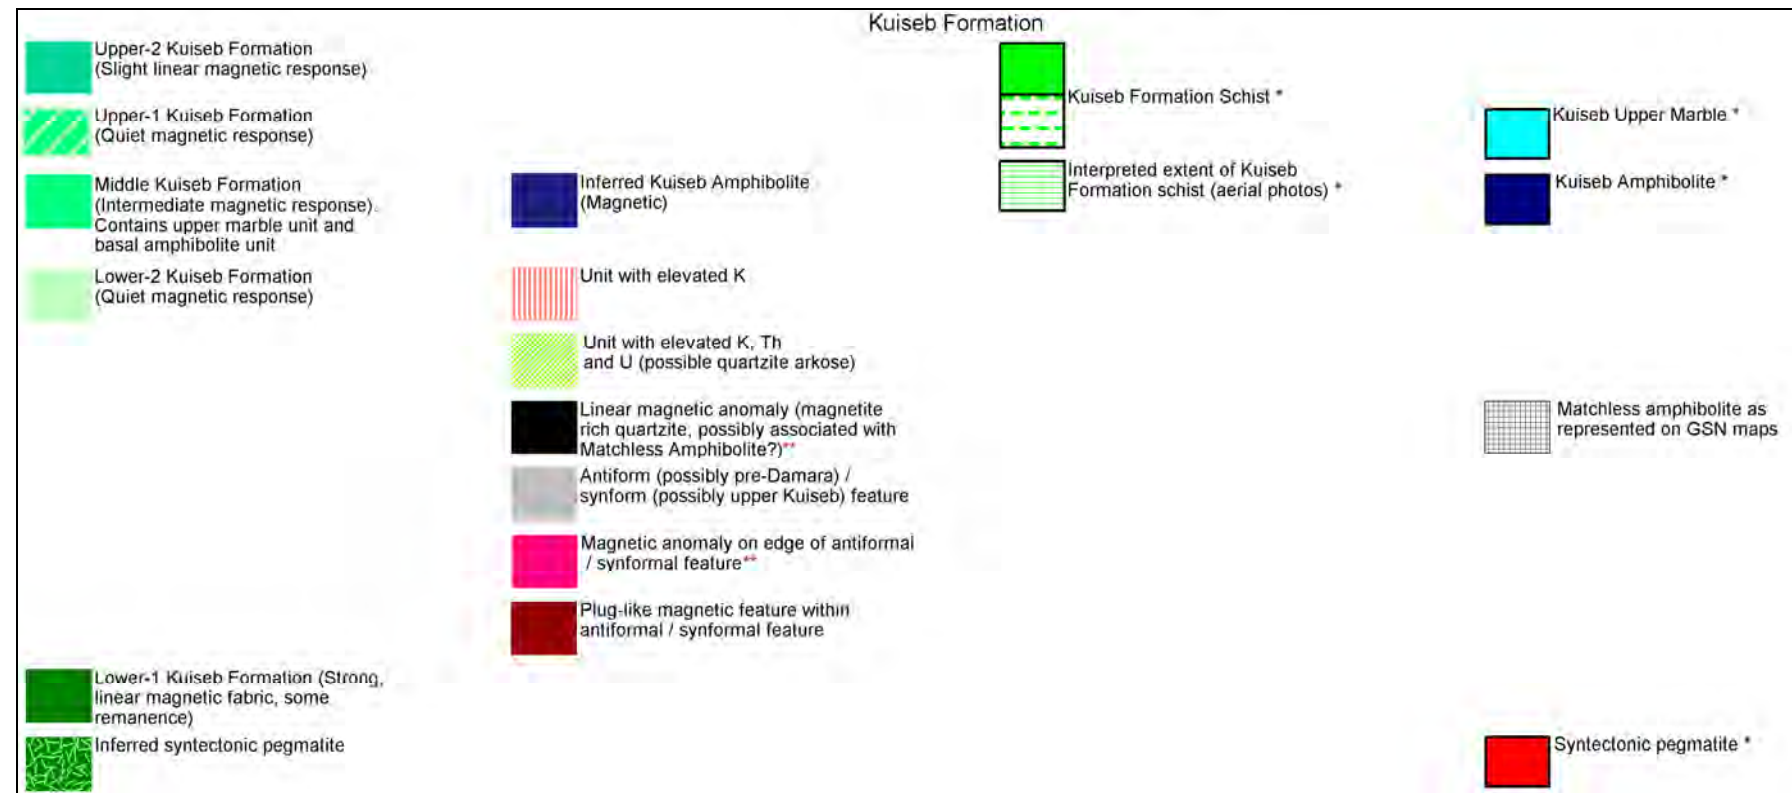 Kuiseb Formation
Upper-2 Kuiseb Formation
(Slight linear magnetic response)
Upper-1 Kuiseb Formation
(Quiet magnetic response)
Middle Kuiseb Formation
(Intermediate magnetic response).
Contains upper marble unit and
basal amphibolite unit
Lower-2 Kuiseb Formation
(Quiet magnetic response)
Lower-1 Kuiseb Formation (Strong,
linear magnetic fabric, some
remanence)
Inferred syntectonic pegmatite
Inferred Kuiseb Amphibolite
(Magnetic)
Unit with elevated K
Unit with elevated K, Th
and U (possible quartzite arkose)
Linear magnetic anomaly (magnetite
rich quartzite, possibly associated with
Matchless Amphibolite?)**
Antiform (possibly pre-Damara) /
synform (possibly upper Kuiseb) feature
Magnetic anomaly on edge of antiformal
/ synformal feature**
Plug-like magnetic feature within
antiformal / synformal feature
Kuiseb Formation Schist *
Interpreted extent of Kuiseb
Formation schist (aerial photos) *
Kuiseb Upper Marble *
Kuiseb Amphibolite *
Matchless amphibolite as
represented on GSN maps
Syntectonic pegmatite *